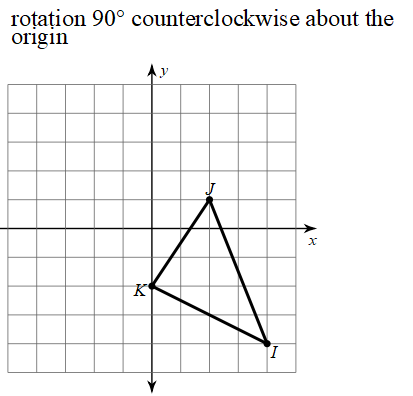 rotation 90° counterclockwise about the
origin
y
J
x
K
I